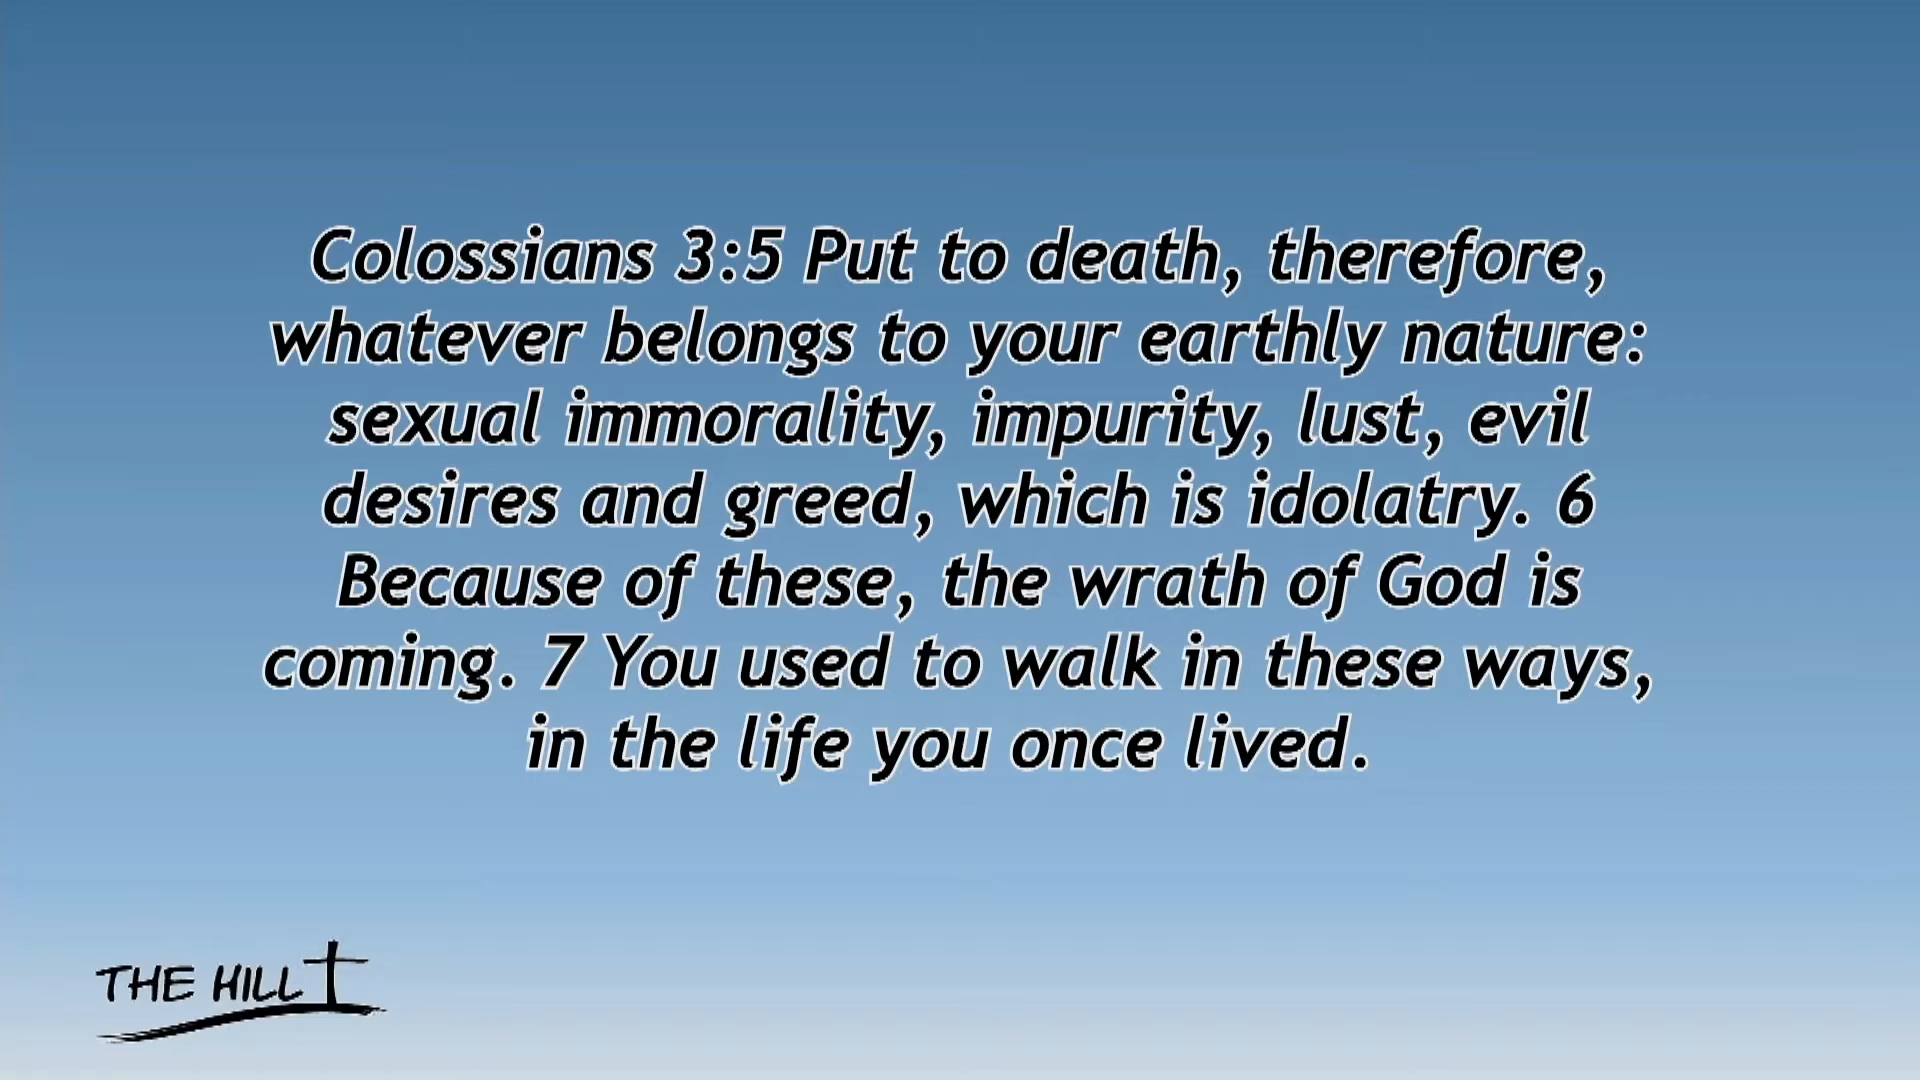 Colossians 3:5 Put to death, therefore,
whatever belongs to your earthly nature:
sexual immorality, impurity, lust, evil
desires and greed, which is idolatry. 6
Because of these, the wrath of God is
coming. 7 You used to walk in these ways,
in the life you once lived.
THE HILL